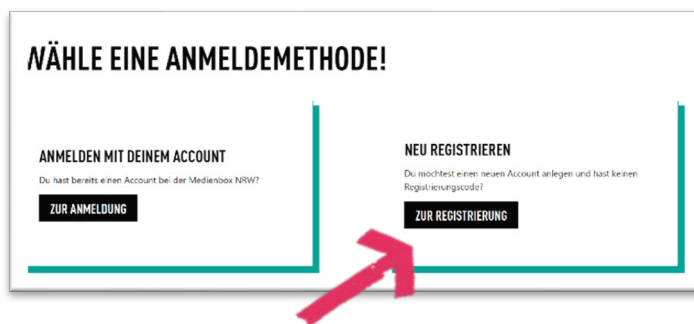 WÄHLE EINE ANMELDEMETHODE!
ANMELDEN MIT DEINEM ACCOUNT
Du hast bereits einen Account bei der Medienbox NRW?
ZUR ANMELDUNG
NEU REGISTRIEREN
Du möchtest einen neuen Account anlegen und hast keinen
Registrierungscode?
ZUR REGISTRIERUNG